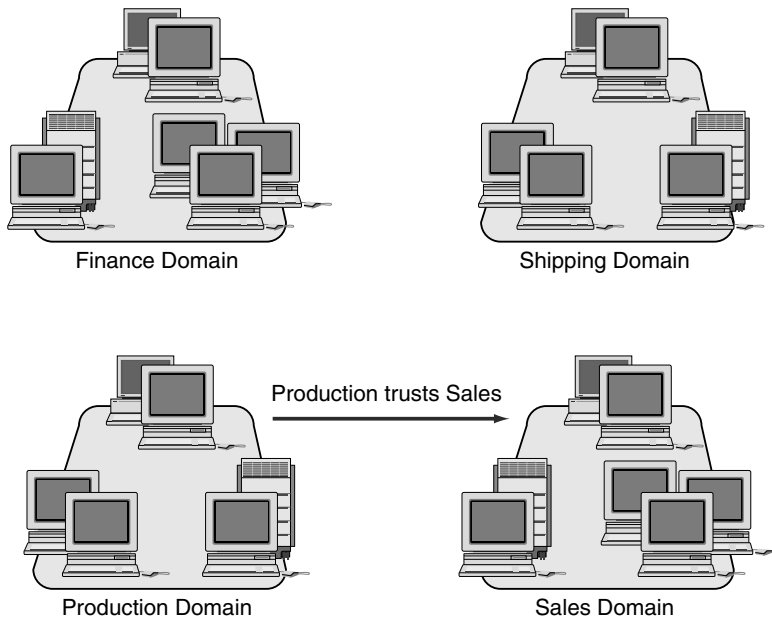 Finance Domain
Shipping Domain
Production trusts Sales
Production Domain
Sales Domain